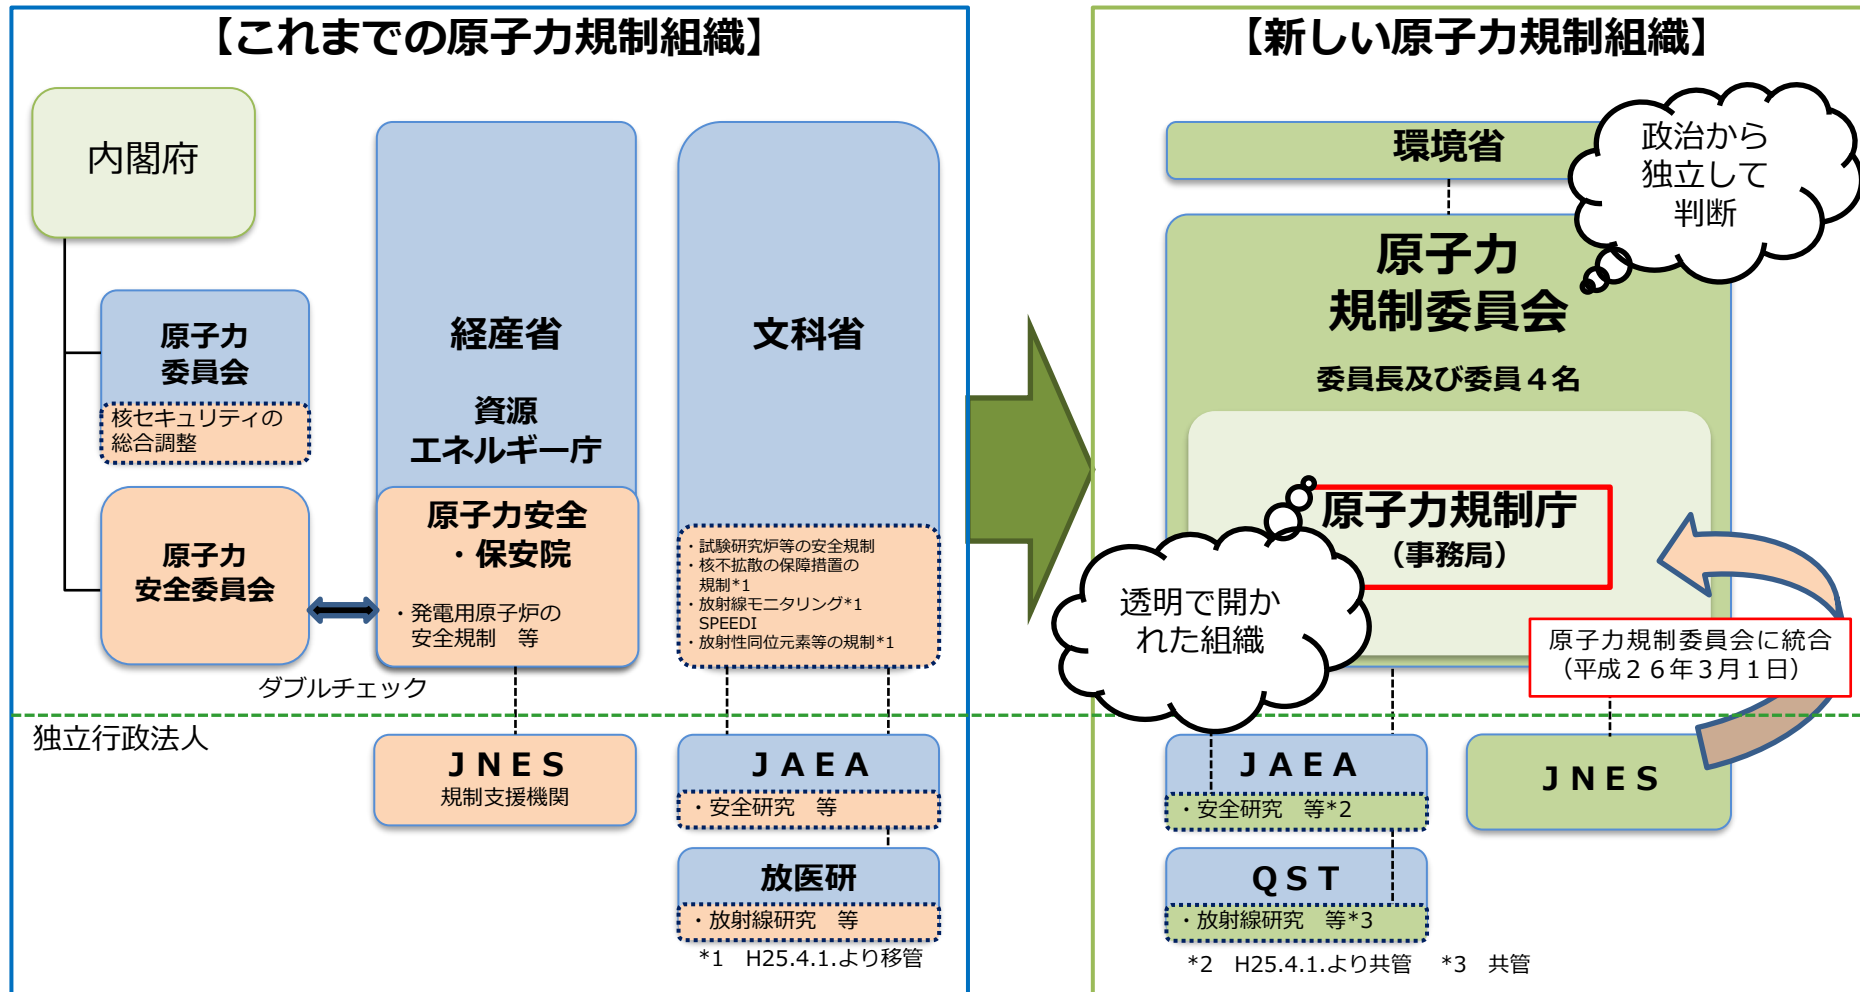 【これまでの原子力規制組織】
内閣府
原子力
委員会
核セキュリティの
総合調整
原子力
安全委員会
経産省
資源
エネルギー庁
原子力安全
・保安院
・発電用原子炉の
安全規制　等
ダブルチェック
文科省
・試験研究炉等の安全規制
・核不拡散の保障措置の
規制*1
・放射線モニタリング*1
SPEEDI
・放射性同位元素等の規制*1
独立行政法人
ＪＮＥＳ
規制支援機関
ＪＡＥＡ
・安全研究　等
放医研
・放射線研究　等
*1　H25.4.1.より移管
【新しい原子力規制組織】
環境省
政治から
独立して
判断
原子力
規制委員会
委員長及び委員４名
原子力規制庁
（事務局）
透明で開か
れた組織
原子力規制委員会に統合
（平成２６年３月１日）
ＪＡＥＡ
・安全研究　等*2
ＪＮＥＳ
ＱＳＴ
・放射線研究　等*3
*2　H25.4.1.より共管　*3　共管